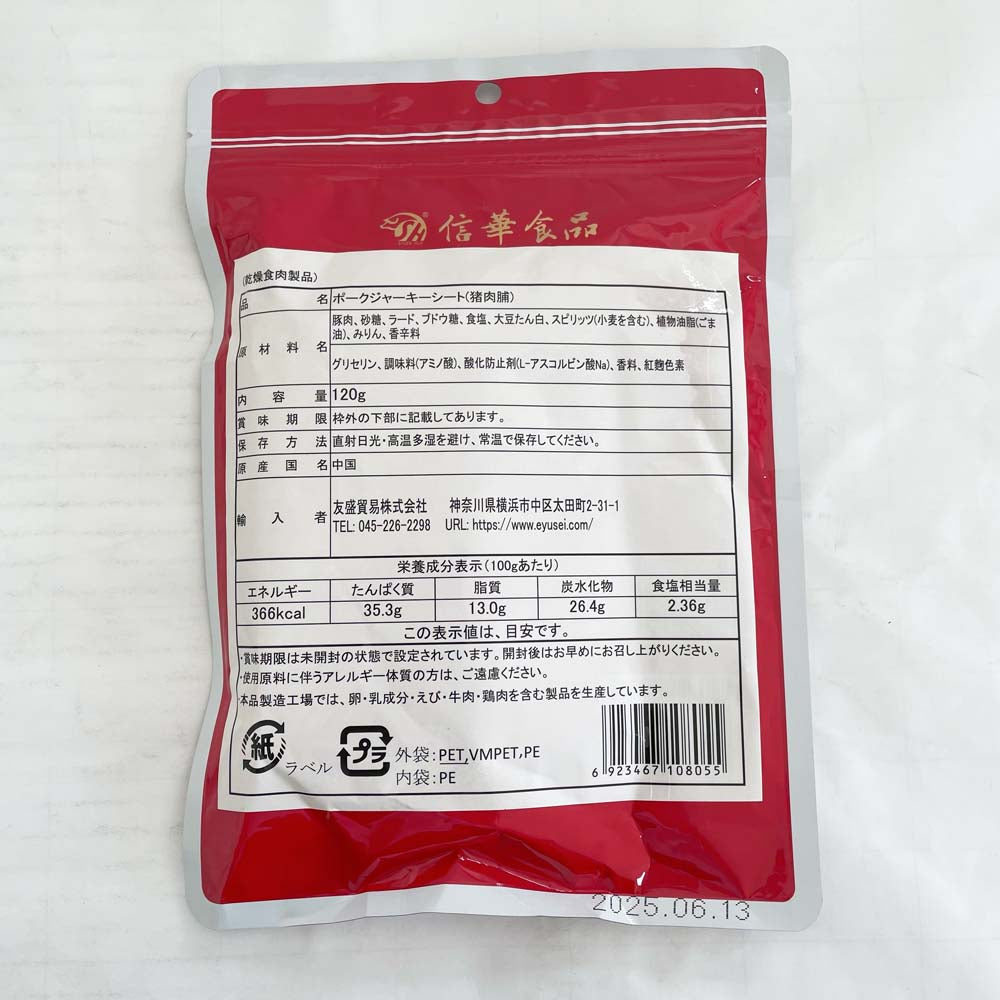 信華食品
(乾燥食肉製品)
品名 ポークジャーキーシート(猪肉脯)
原材料名 豚肉、砂糖、ラード、ブドウ糖、食塩、大豆たん白、スピリッツ(小麦を含む)、植物油脂(ごま
油)、みりん、香辛料
グリセリン、調味料(アミノ酸)、酸化防止剤(L-アスコルビン酸Na)、香料、紅麹色素
内容量 120g
賞味期限 枠外の下部に記載してあります。
保存方法 直射日光・高温多湿を避け、常温で保存してください。
原産国名 中国
輸入者 友盛貿易株式会社 神奈川県横浜市中区太田町2-31-1
TEL: 045-226-2298 URL: https://www.eyusei.com/
栄養成分表示(100gあたり)
エネルギー たんぱく質 脂質 炭水化物 食塩相当量
366kcal 35.3g 13.0g 26.4g 2.36g
この表示値は、目安です。
・賞味期限は未開封の状態で設定されています。開封後はお早めにお召し上がりください。
・使用原料に伴うアレルギー体質の方は、ご遠慮ください。
本品製造工場では、卵・乳成分・えび・牛肉・鶏肉を含む製品を生産しています。
紙 ラベル プラ 外袋:PET,VMPET,PE
内袋:PE
6 923467 108055
2025.06.13